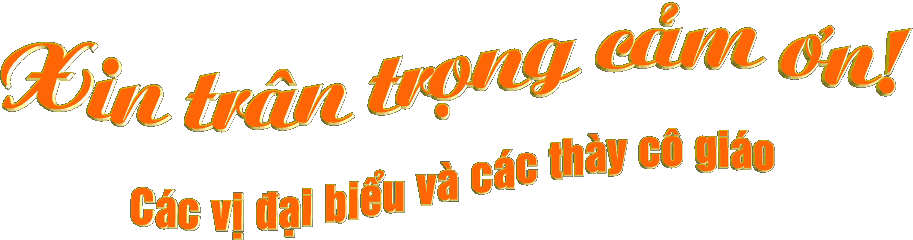 Xin trân trọng cảm ơn!
Các vị đại biểu và các thày cô giáo